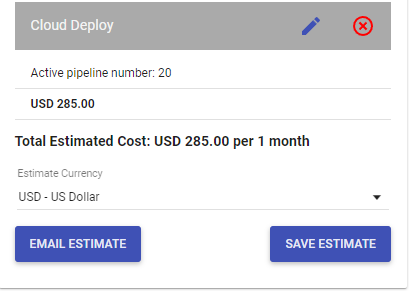 Cloud Deploy
Active pipeline number: 20
USD 285.00
Total Estimated Cost: USD 285.00 per 1 month
Estimate Currency
USD - US Dollar
EMAIL ESTIMATE
SAVE ESTIMATE